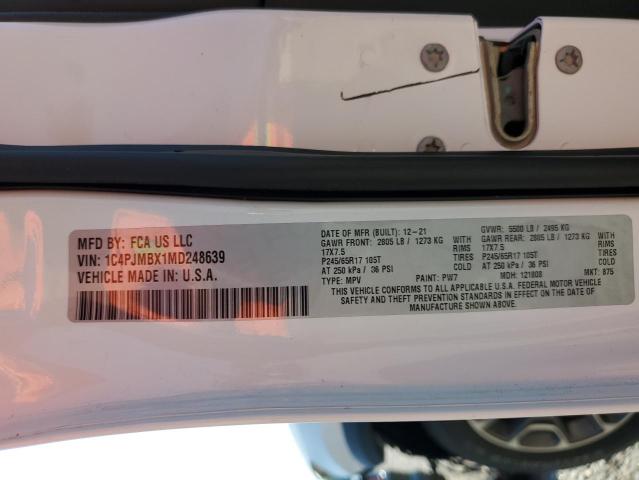 MFD BY: FCA US LLC
VIN: 1C4PJMBX1MD248639
VEHICLE MADE IN: U.S.A.
DATE OF MFR (BUILT): 12-21
GAWR FRONT: 2805 LB / 1273 KG WITH
17X7.5 RIMS
P245/65R17 105T TIRES
AT 250 kPa / 36 PSI
TYPE: MPV PAINT: PW7
GVWR: 5500 LB / 2495 KG
GAWR REAR: 2805 LB / 1273 KG WITH
17X7.5 RIMS
P245/65R17 105T TIRES
AT 250 kPa / 36 PSI
MDH: 121808 MKT: 875
THIS VEHICLE CONFORMS TO ALL APPLICABLE U.S.A. FEDERAL MOTOR VEHICLE
SAFETY AND THEFT PREVENTION STANDARDS IN EFFECT ON THE DATE OF
MANUFACTURE SHOWN ABOVE.